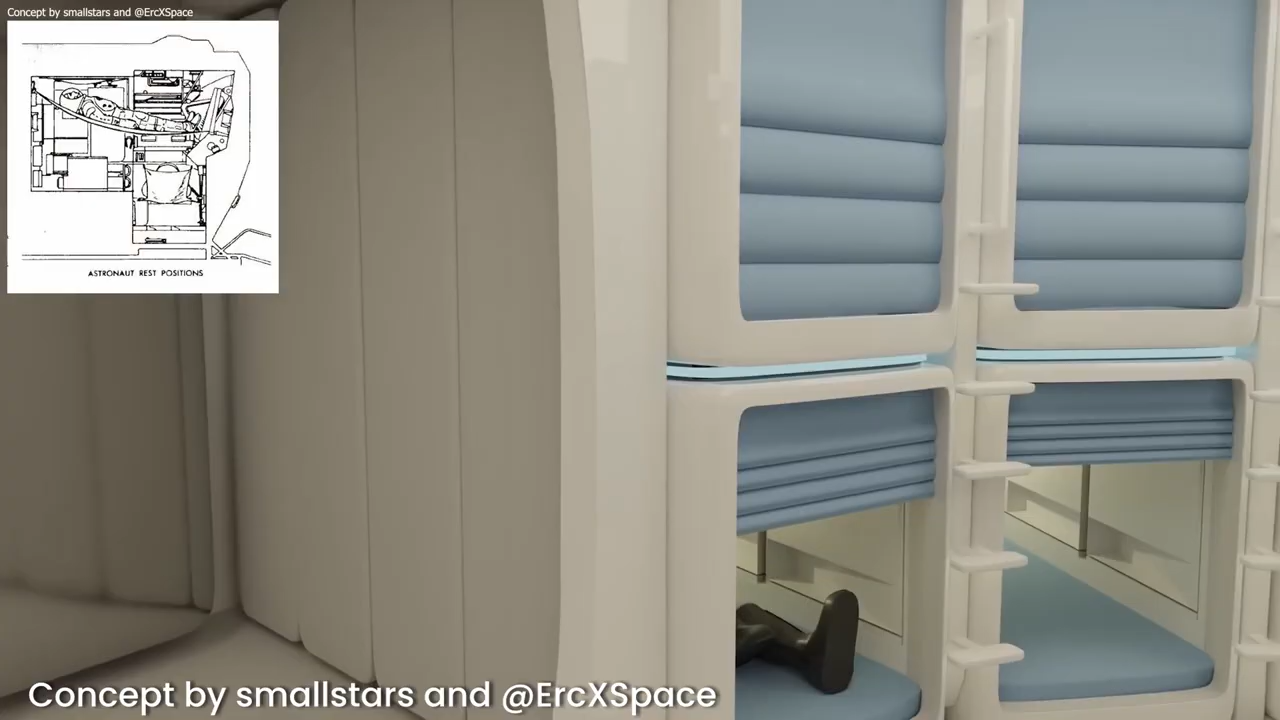 Concept by smallstars and @ErcXSpace
ASTRONAUT REST POSITIONS
Concept by smallstars and @ErcXSpace